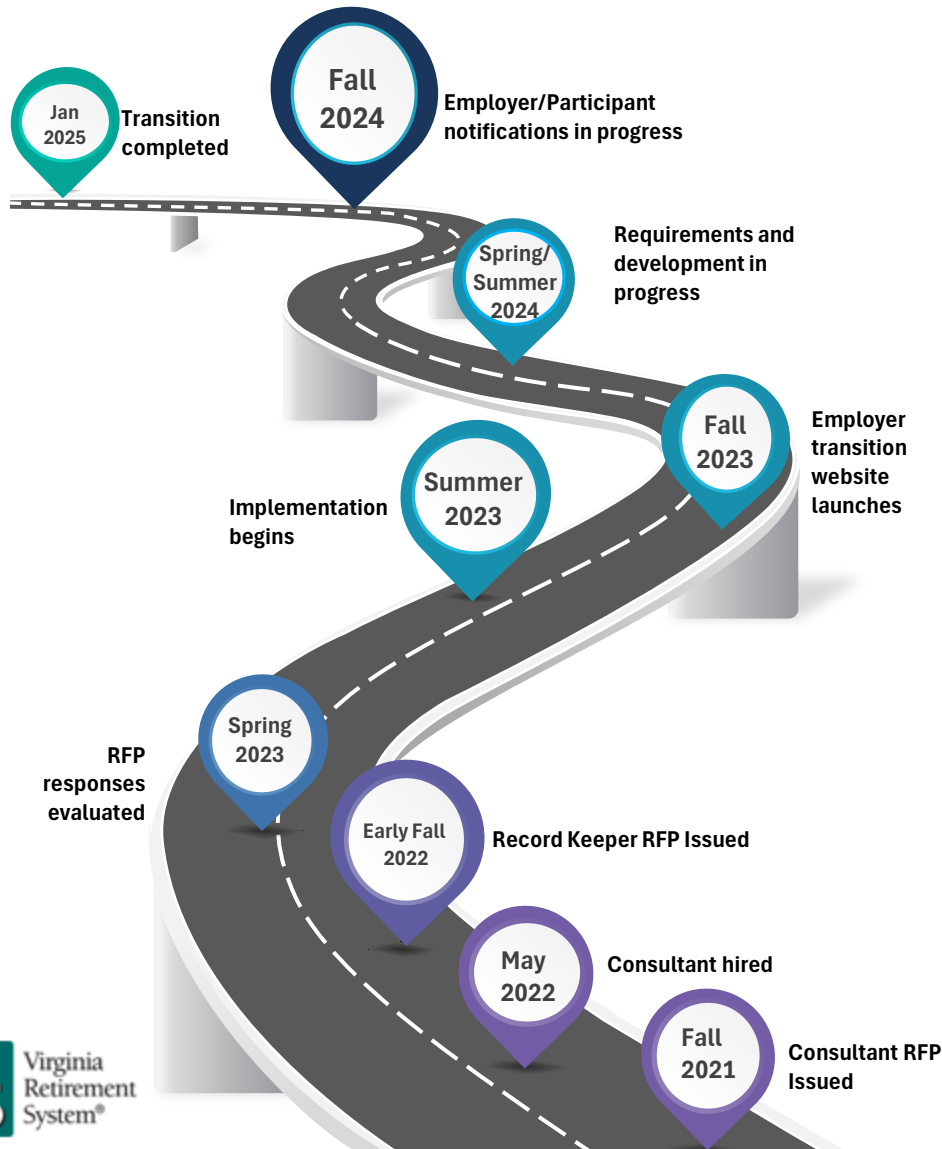 Fall
2024
Employer/Participant
notifications in progress
Jan
2025
Transition
completed
Spring/
Summer
2024
Requirements and
development in
progress
Fall
2023
Employer
transition
website
launches
Summer
2023
Implementation
begins
Spring
2023
RFP
responses
evaluated
Early Fall
2022
Record Keeper RFP Issued
May
2022
Consultant hired
Fall
2021
Consultant RFP
Issued
Virginia
Retirement
System®